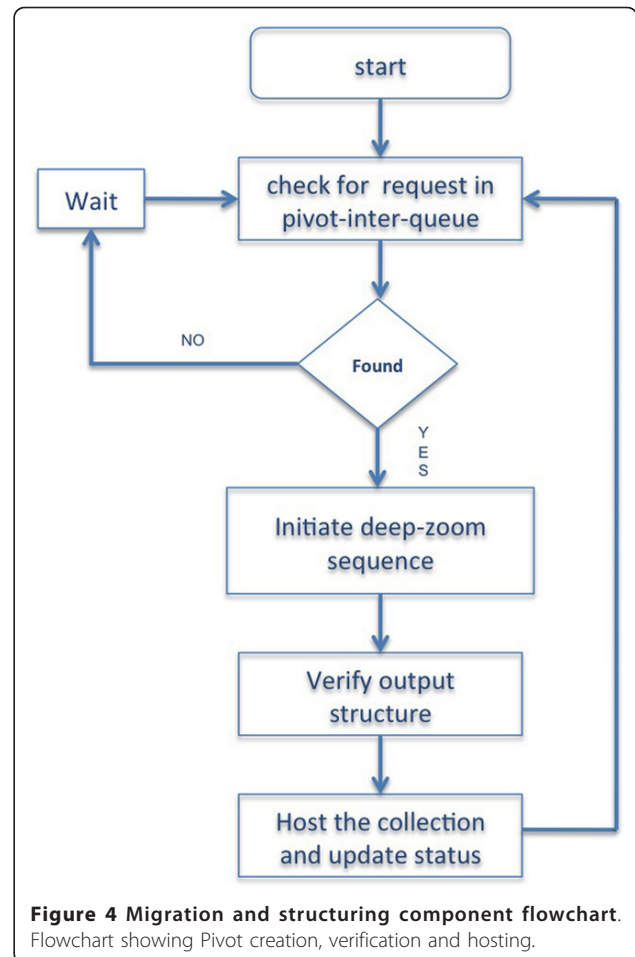 start
check for request in
pivot-inter-queue
Wait
NO
Found
Y
E
S
Initiate deep-zoom
sequence
Verify output
structure
Host the collection
and update status
Figure 4 Migration and structuring component flowchart.
Flowchart showing Pivot creation, verification and hosting.